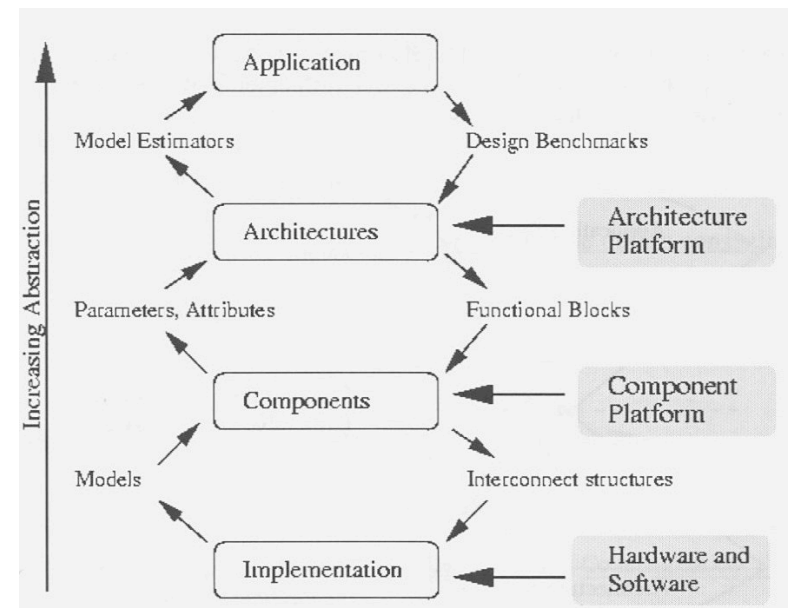 Application
Model Estimators
Design Benchmarks
Architectures
Architecture
Platform
Increasing Abstraction
Parameters, Attributes
Functional Blocks
Components
Component
Platform
Models
Interconnect structures
Implementation
Hardware and
Software